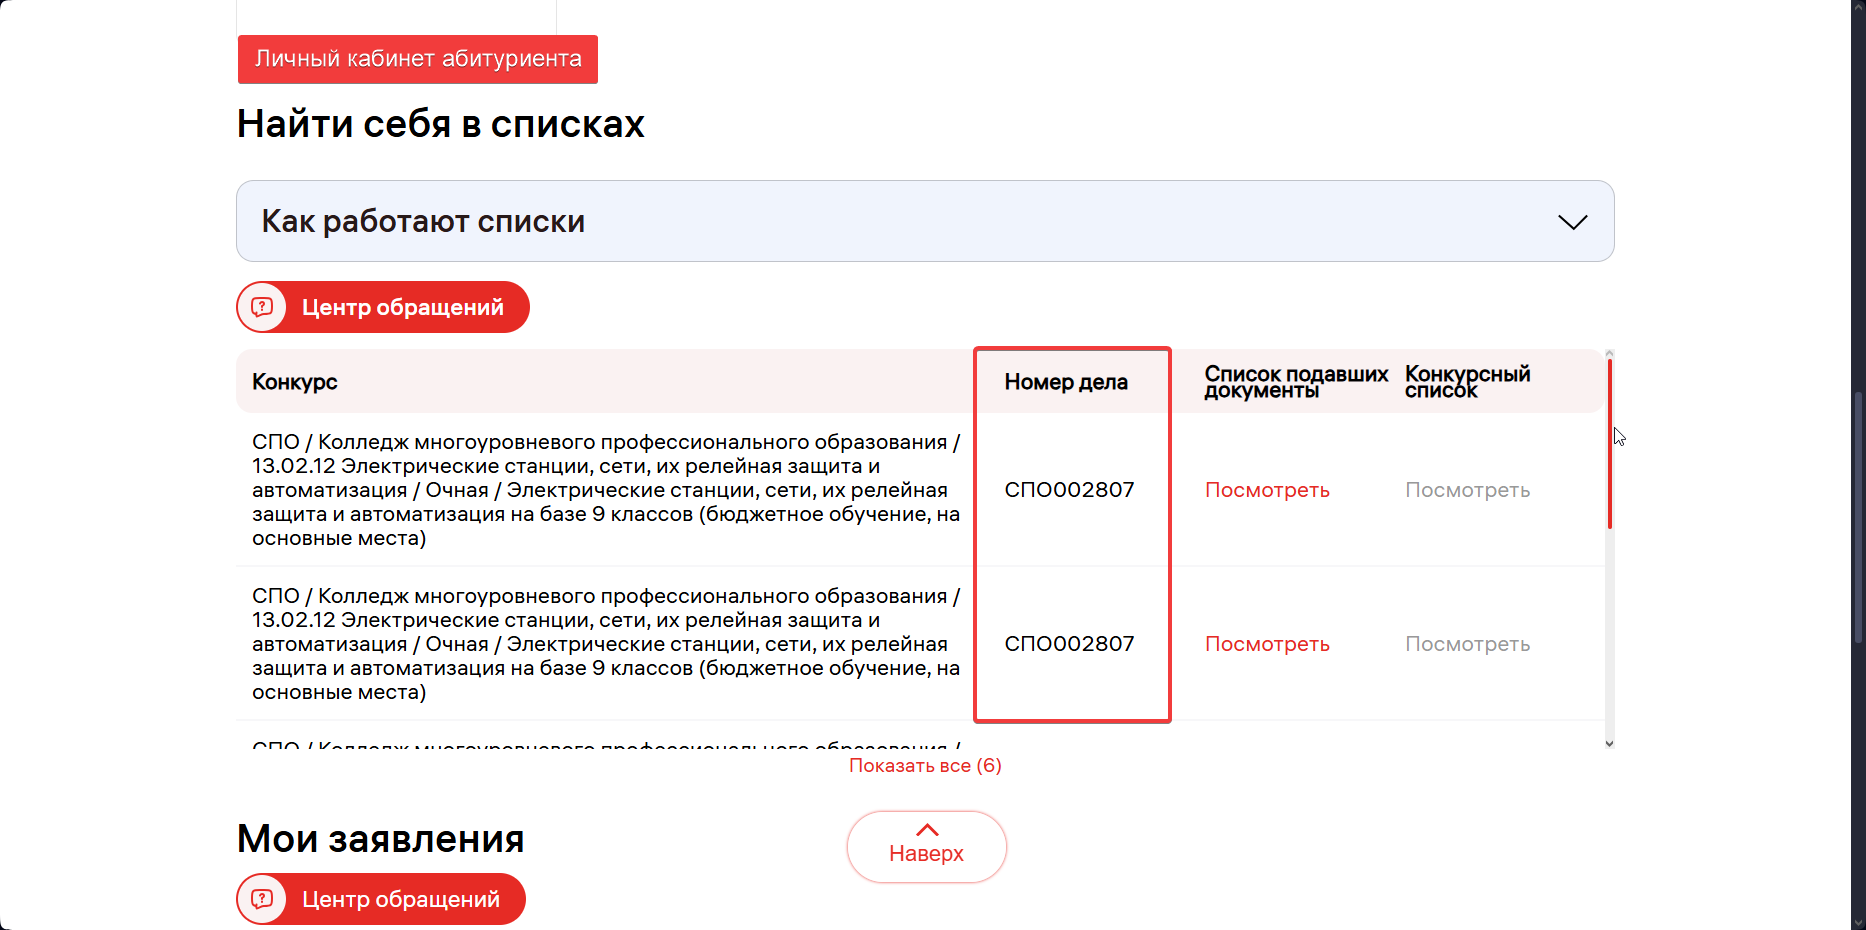 Личный кабинет абитуриента
Найти себя в списках
Как работают списки
Центр обращений
Конкурс
Номер дела
Список подавших
документы
Конкурсный
список
СПО / Колледж многоуровневого профессионального образования /
13.02.12 Электрические станции, сети, их релейная защита и
автоматизация / Очная / Электрические станции, сети, их релейная
защита и автоматизация на базе 9 классов (бюджетное обучение, на
основные места)
СПО002807
Посмотреть
Посмотреть
СПО / Колледж многоуровневого профессионального образования /
13.02.12 Электрические станции, сети, их релейная защита и
автоматизация / Очная / Электрические станции, сети, их релейная
защита и автоматизация на базе 9 классов (бюджетное обучение, на
основные места)
СПО002807
Посмотреть
Посмотреть
СПО / Колледж многоуровневого профессионального образования /
Показать все (6)
Наверх
Мои заявления
Центр обращений